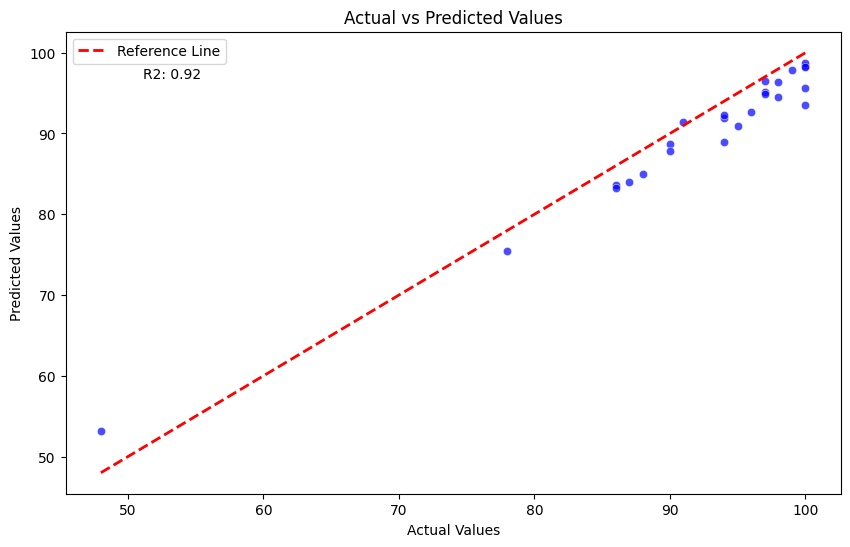 Actual vs Predicted Values
Reference Line
R2: 0.92
100
90
80
70
60
50
Predicted Values
50
60
70
80
90
100
Actual Values